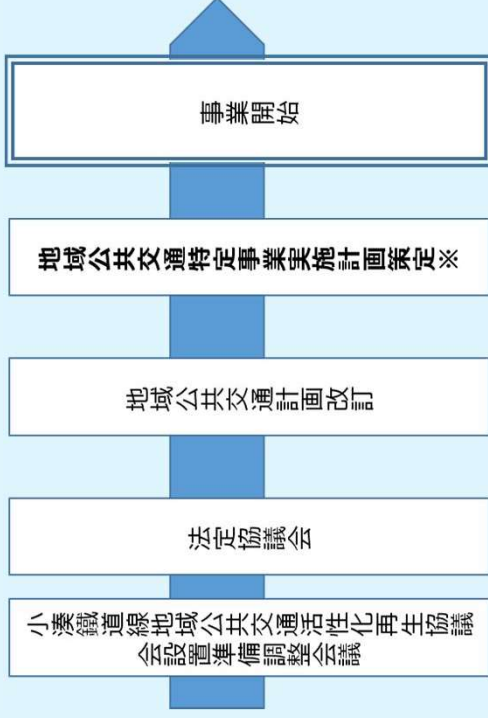 小湊鐵道線地域公共交通活性化再生協議
会設置準備調整会議
法定協議会
地域公共交通計画改訂
地域公共交通特定事業実施計画策定※
事業開始